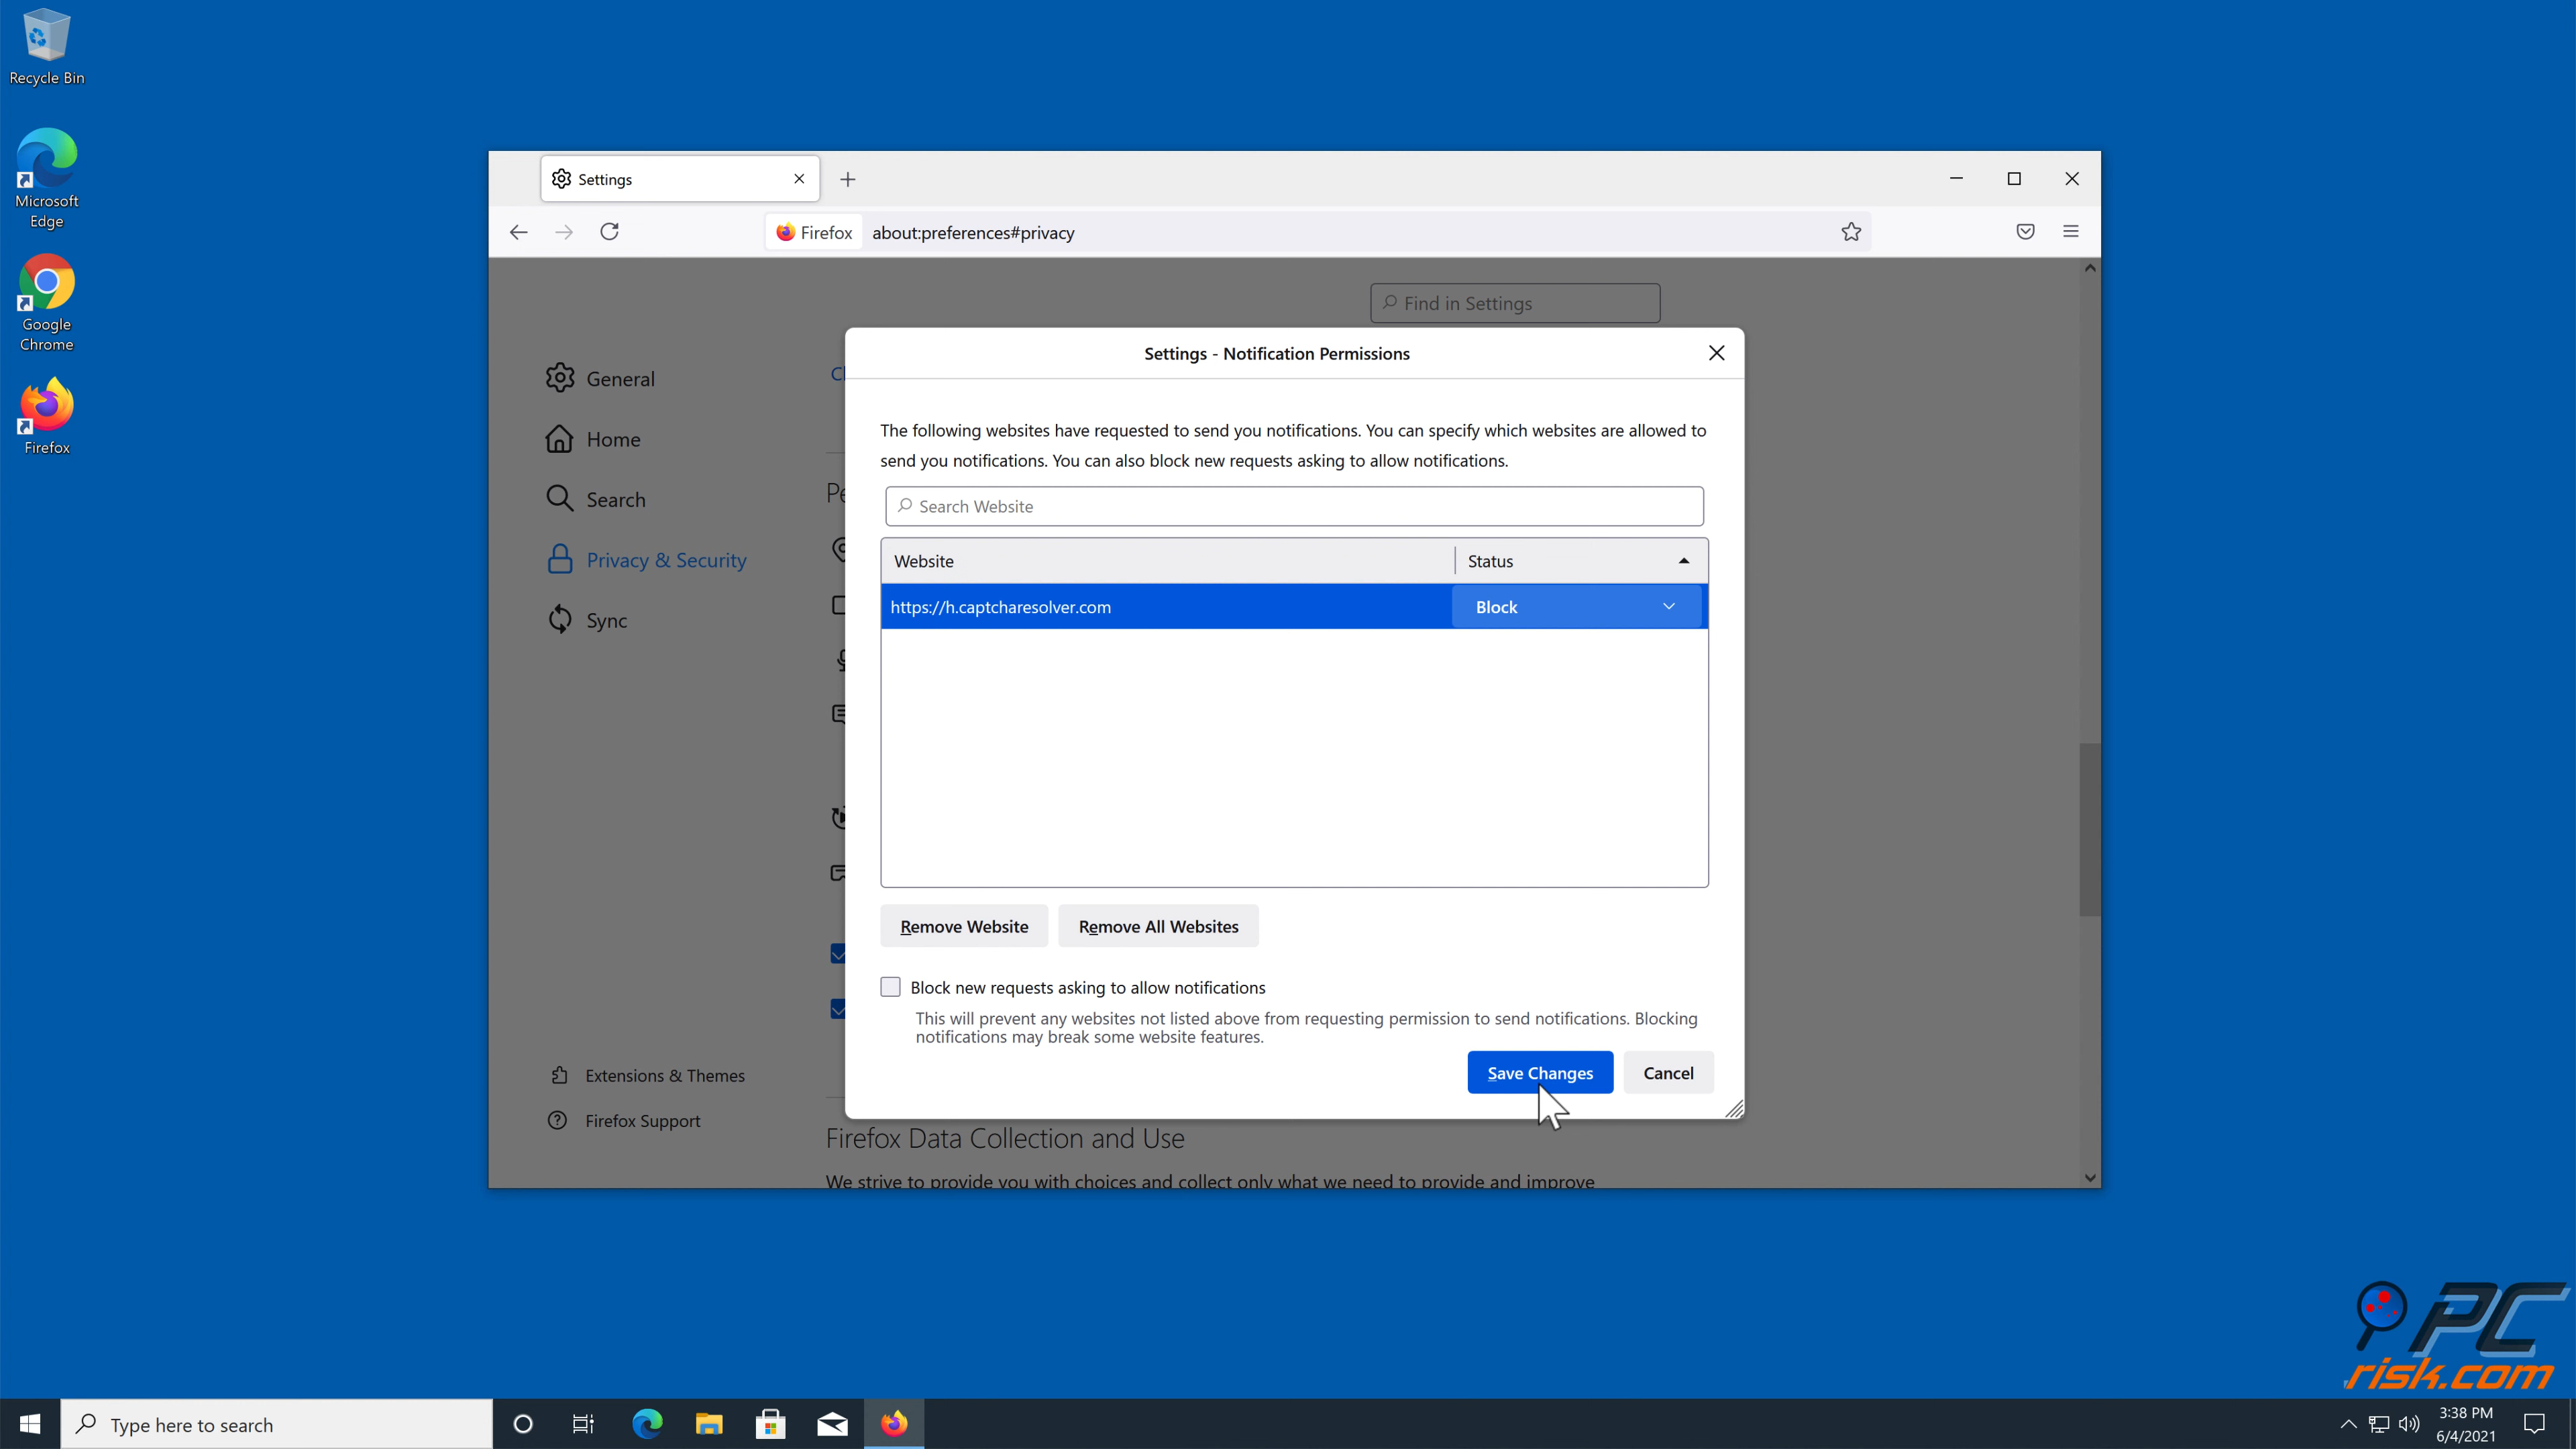 Recycle Bin
Microsoft
Edge
Google
Chrome
Firefox
Settings
Firefox
about:preferences#privacy
Find in Settings
General
Home
Search
Privacy & Security
Sync
Extensions & Themes
Firefox Support
Settings - Notification Permissions
The following websites have requested to send you notifications. You can specify which websites are allowed to
send you notifications. You can also block new requests asking to allow notifications.
Search Website
Website
Status
https://h.captcharesolver.com
Block
Remove Website
Remove All Websites
Block new requests asking to allow notifications
This will prevent any websites not listed above from requesting permission to send notifications. Blocking
notifications may break some website features.
Save Changes
Cancel
Firefox Data Collection and Use
We strive to provide you with choices and collect only what we need to provide and improve
PC
risk.com
Type here to search
3:38 PM
6/4/2021